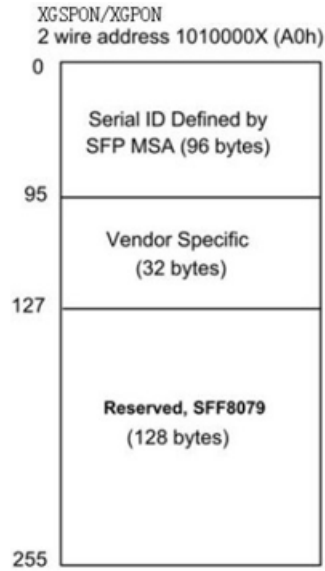 XGSPON/XGPON
2 wire address 1010000X (A0h)
0
Serial ID Defined by
SFP MSA (96 bytes)
95
Vendor Specific
(32 bytes)
127
Reserved, SFF8079
(128 bytes)
255